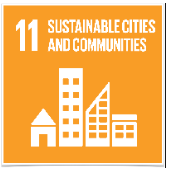 11 SUSTAINABLE CITIES
AND COMMUNITIES